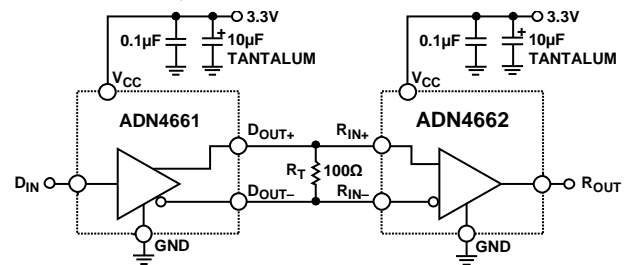 3.3V 3.3V
0.1µF + 10µF 0.1µF + 10µF
TANTALUM TANTALUM
VCC VCC
ADN4661 ADN4662
DOUT+ RIN+
DIN RT 100Ω ROUT
DOUT– RIN–
GND GND